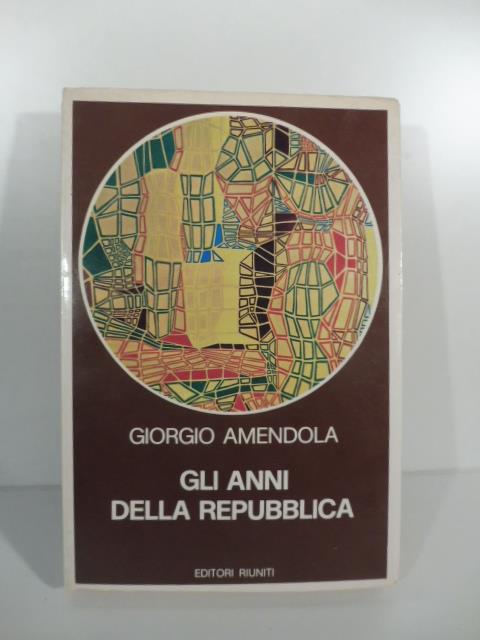 GIORGIO AMENDOLA
GLI ANNI
DELLA REPUBBLICA
EDITORI RIUNITI